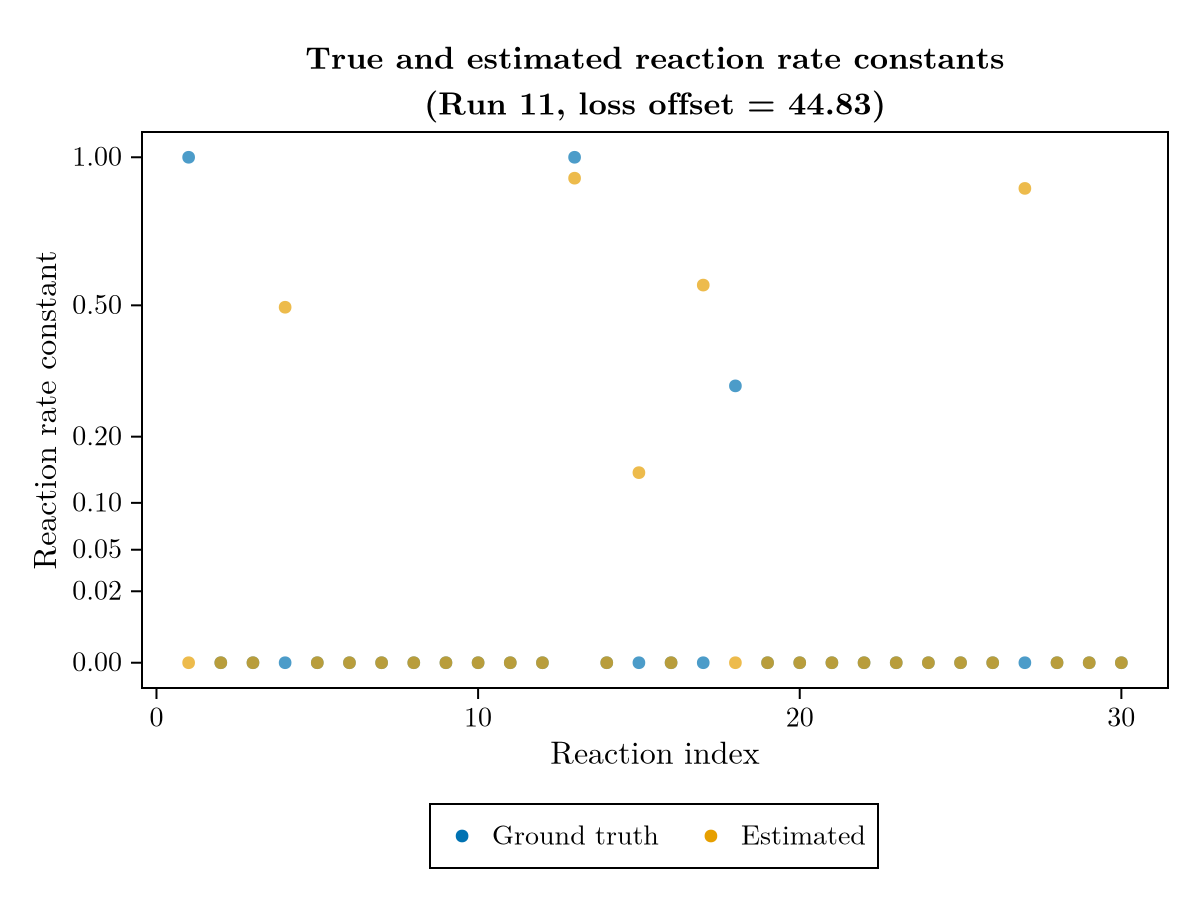 True and estimated reaction rate constants
(Run 11, loss offset = 44.83)
Reaction rate constant
1.00
0.50
0.20
0.10
0.05
0.02
0.00
0 10 20 30
Reaction index
Ground truth Estimated